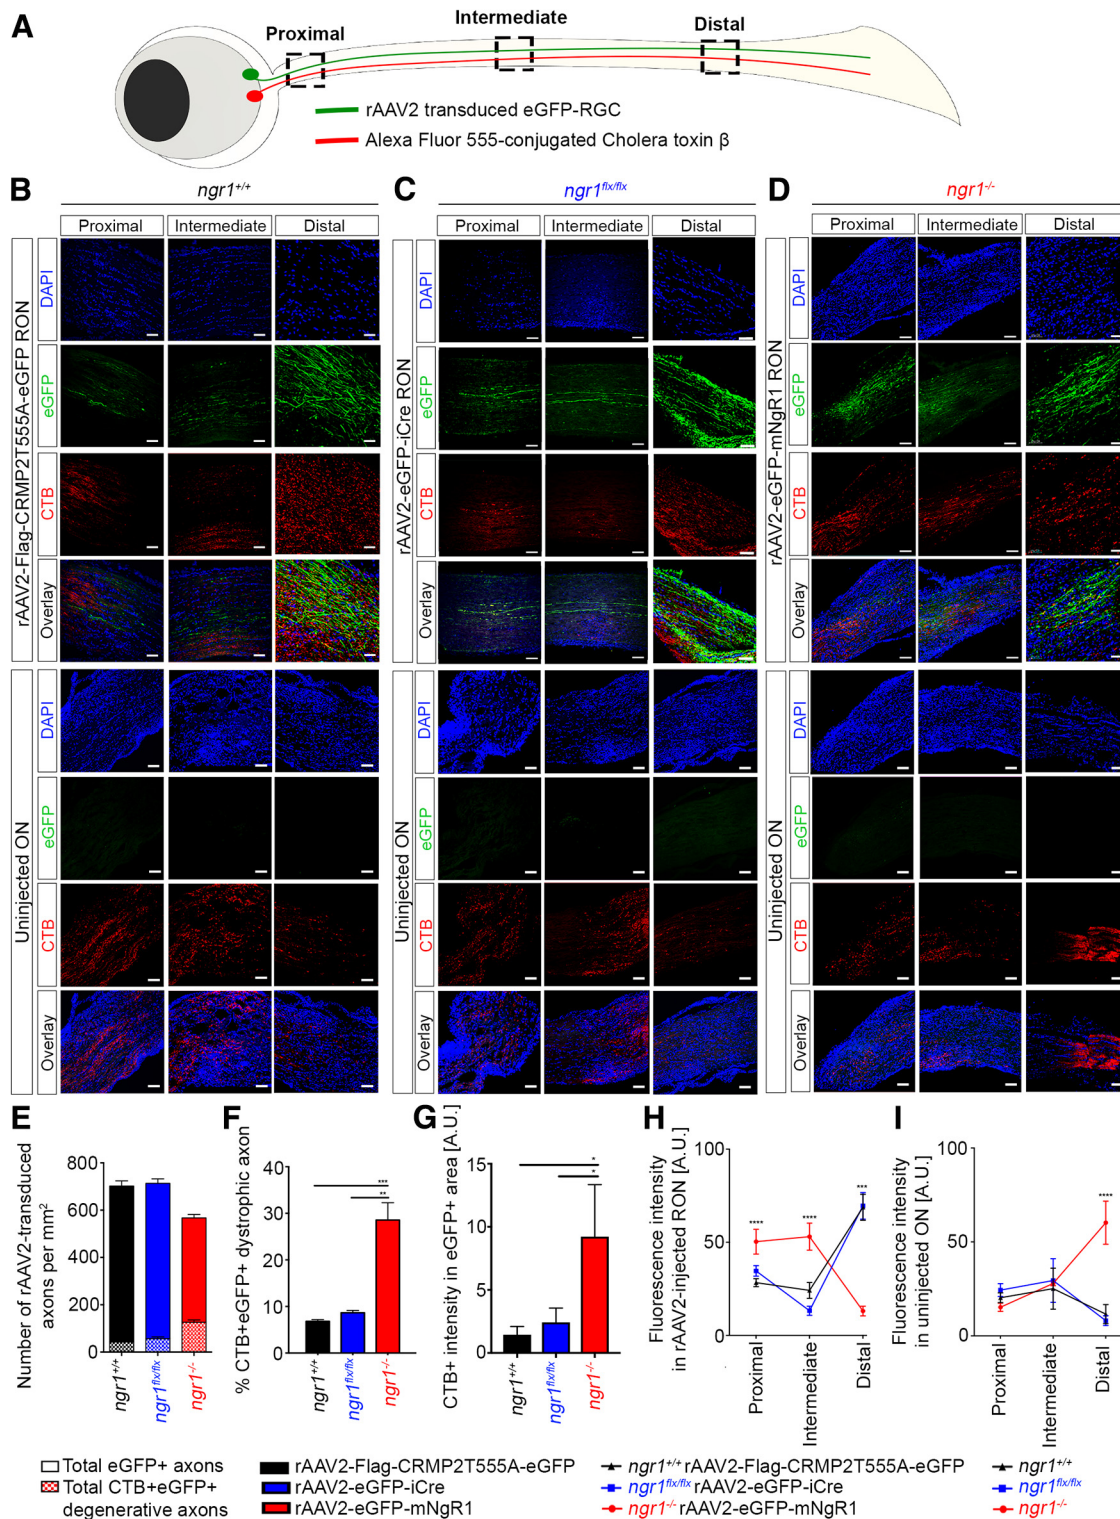 A
Proximal
Intermediate
Distal
rAAV2 transduced eGFP-RGC
Alexa Fluor 555-conjugated Cholera toxin β
B
ngr1+/+
Proximal Intermediate Distal
rAAV2-Flag-CRMP2T555A-eGFP RON
DAPI
eGFP
CTB
Overlay
Uninjected ON
DAPI
eGFP
CTB
Overlay
C
ngr1flx/flx
Proximal Intermediate Distal
rAAV2-eGFP-iCre RON
DAPI
eGFP
CTB
Overlay
Uninjected ON
DAPI
eGFP
CTB
Overlay
D
ngr1-/-
Proximal Intermediate Distal
rAAV2-eGFP-mNgR1 RON
DAPI
eGFP
CTB
Overlay
Uninjected ON
DAPI
eGFP
CTB
Overlay
E
Number of rAAV2-transduced
axons per mm2
800
600
400
200
0
ngr1+/+
ngr1flx/flx
ngr1-/-
F
% CTB+eGFP+ dystrophic axon
40
30
20
10
0
***
**
ngr1+/+
ngr1flx/flx
ngr1-/-
G
CTB+ intensity in eGFP+ area [A.U.]
15
10
5
0
*
*
ngr1+/+
ngr1flx/flx
ngr1-/-
H
Fluorescence intensity
in rAAV2-injected RON [A.U.]
100
50
0
****
****
***
Proximal
Intermediate
Distal
I
Fluorescence intensity
in uninjected ON [A.U.]
100
50
0
****
Proximal
Intermediate
Distal
Total eGFP+ axons
Total CTB+eGFP+
degenerative axons
rAAV2-Flag-CRMP2T555A-eGFP
rAAV2-eGFP-iCre
rAAV2-eGFP-mNgR1
ngr1+/+ rAAV2-Flag-CRMP2T555A-eGFP
ngr1flx/flx rAAV2-eGFP-iCre
ngr1-/- rAAV2-eGFP-mNgR1
ngr1+/+
ngr1flx/flx
ngr1-/-